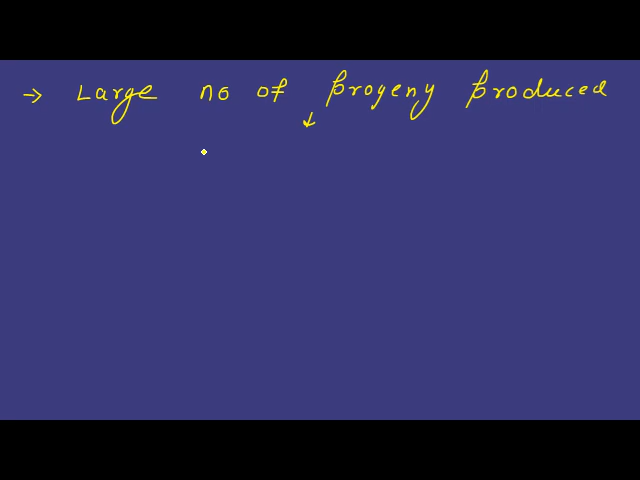 → Large no of progeny produced
↓